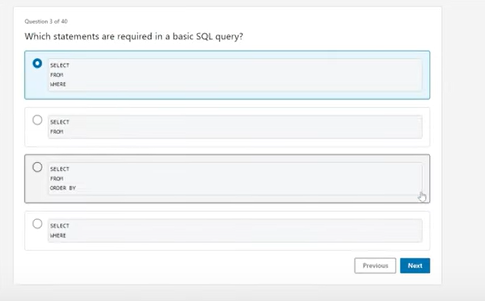 Question 3 of 40
Which statements are required in a basic SQL query?
SELECT
FROM
WHERE
SELECT
FROM
SELECT
FROM
ORDER BY
SELECT
WHERE
Previous
Next